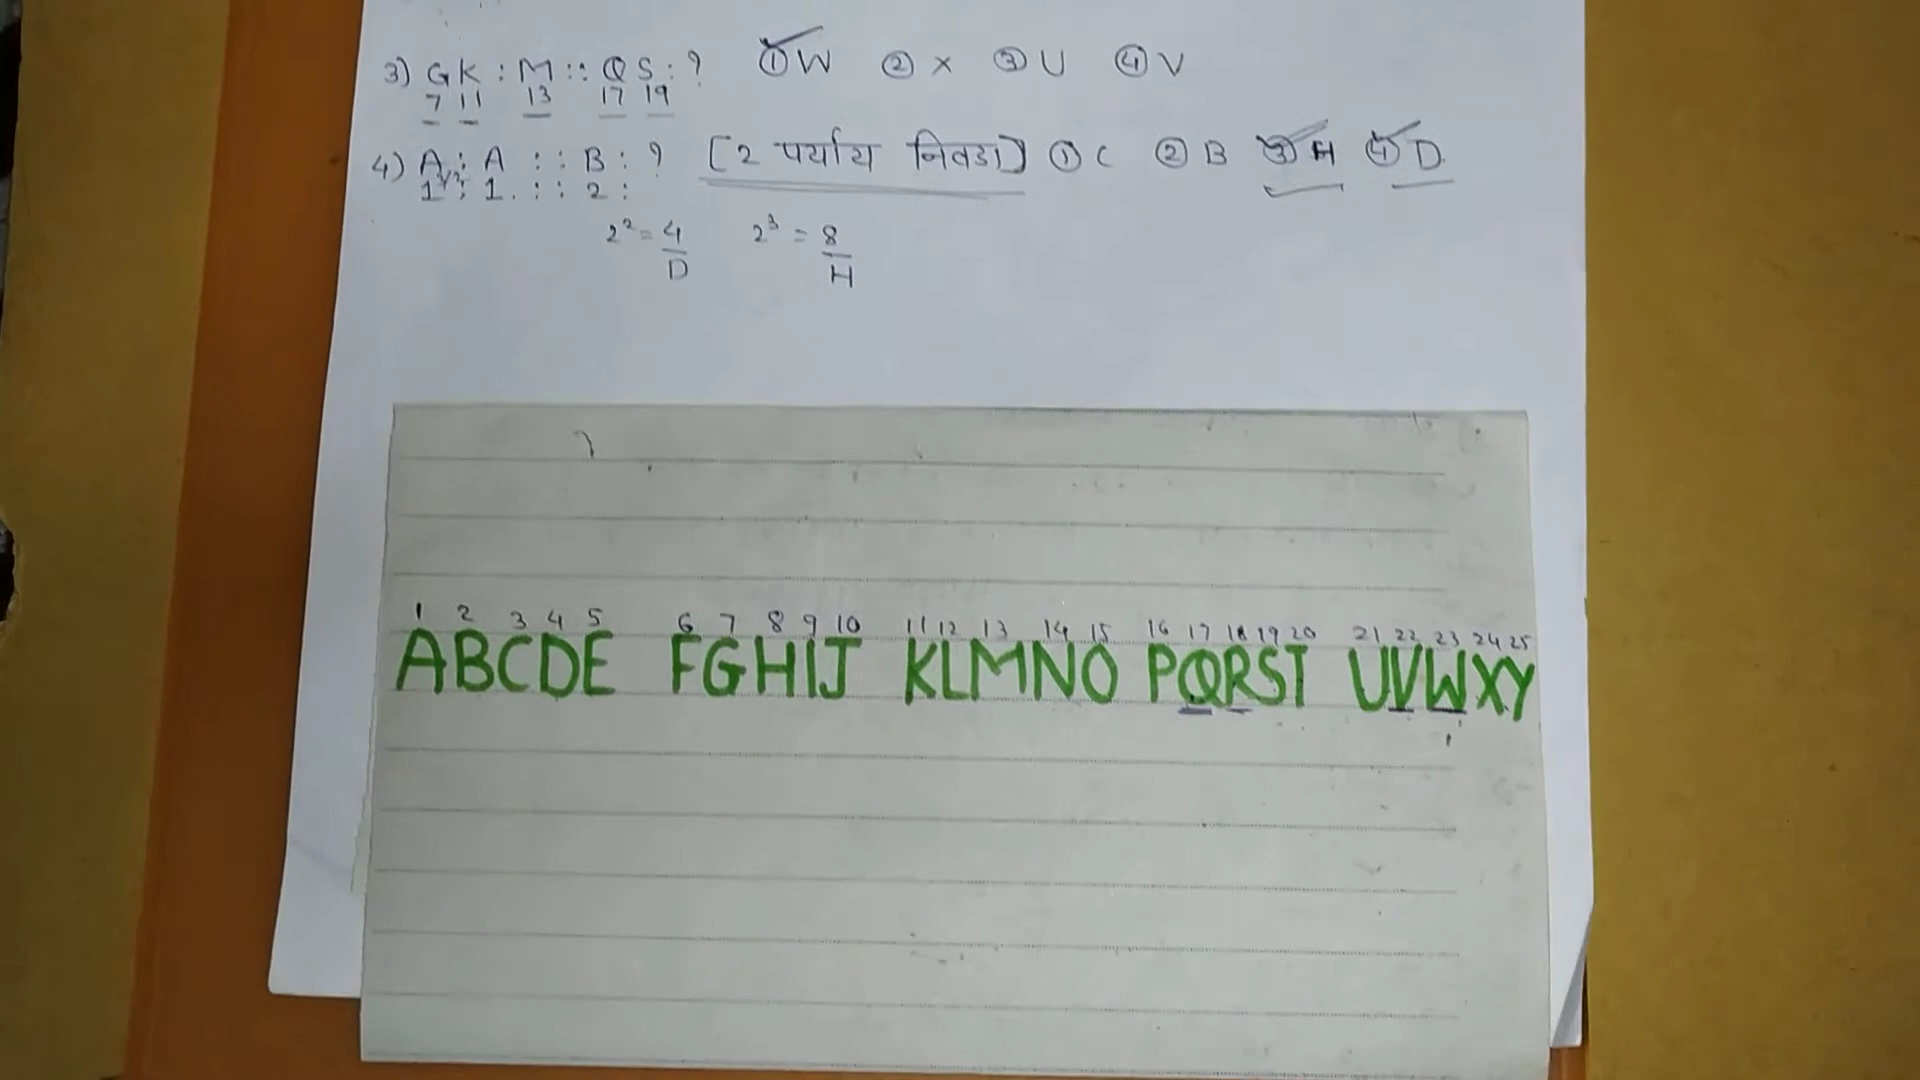 3) GK : M :: QS : ? ① W ② X ③ U ④ V
7 11 13 17 19
4) A : A :: B : ? [2 पर्याय निवडा] ① C ② B ③ H ④ D
1 : 1 :: 2 :
2² = 4 2³ = 8
D H
1 2 3 4 5 6 7 8 9 10 11 12 13 14 15 16 17 18 19 20 21 22 23 24 25
ABCDE FGHIJ KLMNO PQRST UVWXY